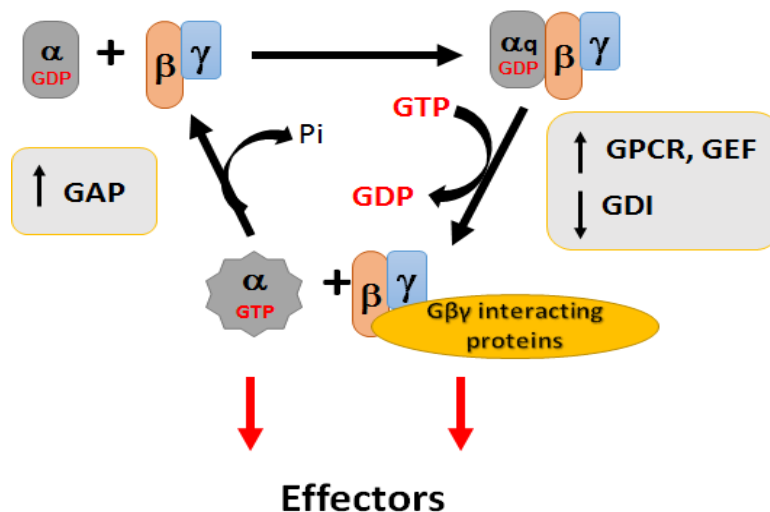 α
GDP
+
β
γ
αq
GDP
β
γ
GTP
Pi
GPCR, GEF
GAP
GDP
GDI
α
GTP
+
β
γ
Gβγ interacting
proteins
Effectors